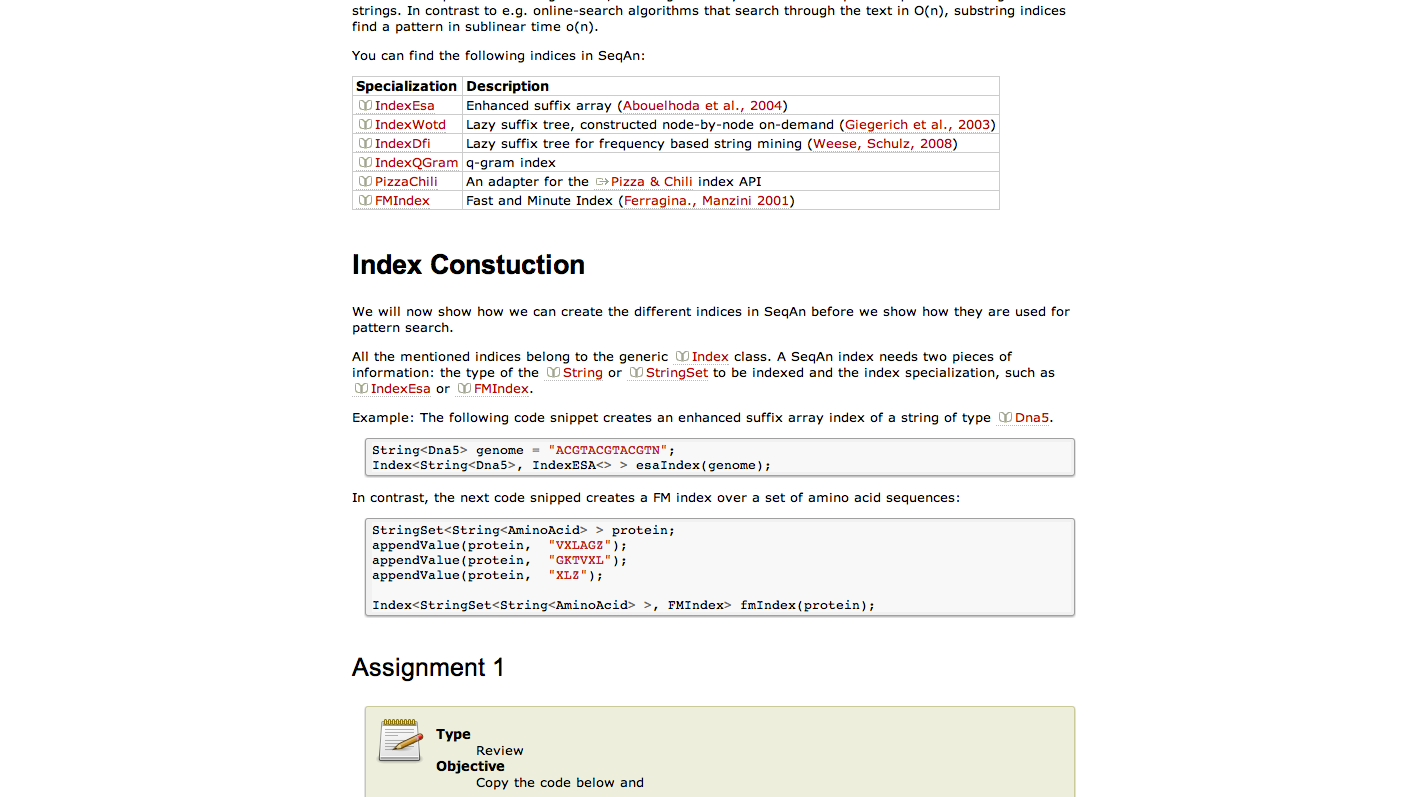 strings. In contrast to e.g. online-search algorithms that search through the text in O(n), substring indices
find a pattern in sublinear time o(n).
You can find the following indices in SeqAn:
Specialization Description
IndexEsa Enhanced suffix array (Abouelhoda et al., 2004)
IndexWotd Lazy suffix tree, constructed node-by-node on-demand (Giegerich et al., 2003)
IndexDfi Lazy suffix tree for frequency based string mining (Weese, Schulz, 2008)
IndexQGram q-gram index
PizzaChili An adapter for the Pizza & Chili index API
FMIndex Fast and Minute Index (Ferragina., Manzini 2001)
Index Constuction
We will now show how we can create the different indices in SeqAn before we show how they are used for
pattern search.
All the mentioned indices belong to the generic Index class. A SeqAn index needs two pieces of
information: the type of the String or StringSet to be indexed and the index specialization, such as
IndexEsa or FMIndex.
Example: The following code snippet creates an enhanced suffix array index of a string of type Dna5.
String<Dna5> genome = "ACGTACGTACGTN";
Index<String<Dna5>, IndexESA<> > esaIndex(genome);
In contrast, the next code snipped creates a FM index over a set of amino acid sequences:
StringSet<String<AminoAcid> > protein;
appendValue(protein, "VXLAGZ");
appendValue(protein, "GKTVXL");
appendValue(protein, "XLZ");
Index<StringSet<String<AminoAcid> >, FMIndex> fmIndex(protein);
Assignment 1
Type
Review
Objective
Copy the code below and